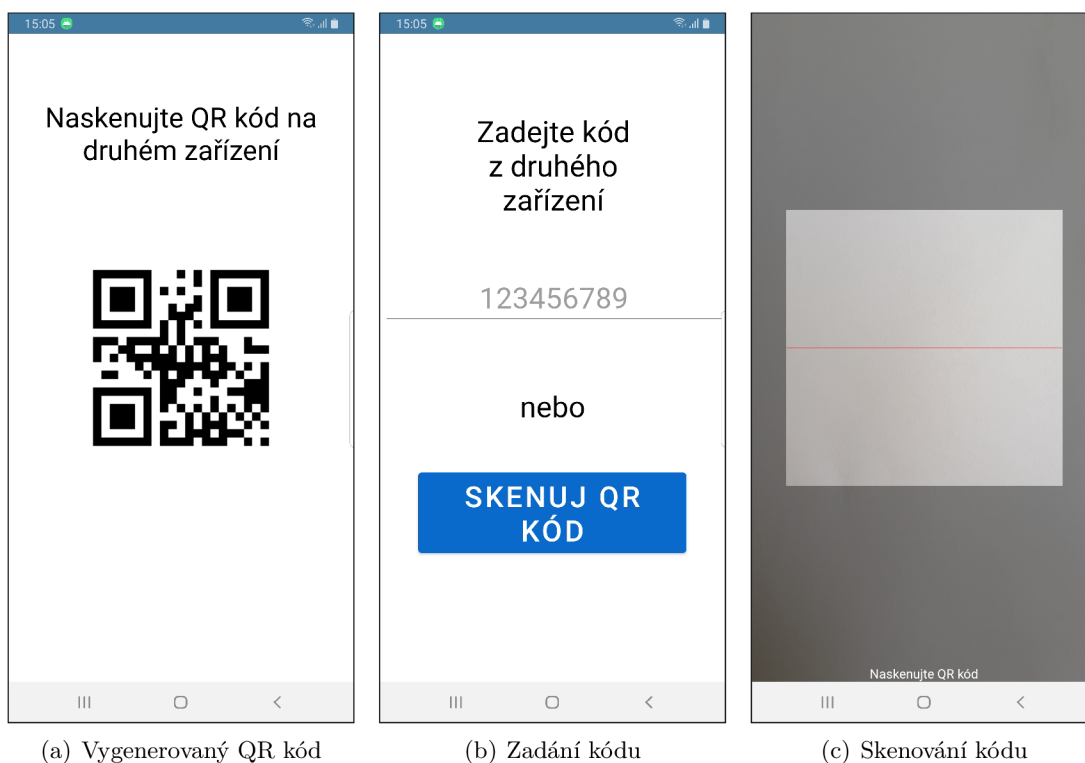 15:05
Naskenujte QR kód na
druhém zařízení
(a) Vygenerovaný QR kód
15:05
Zadejte kód
z druhého
zařízení
123456789
nebo
SKENUJ QR
KÓD
(b) Zadání kódu
Naskenujte QR kód
(c) Skenování kódu